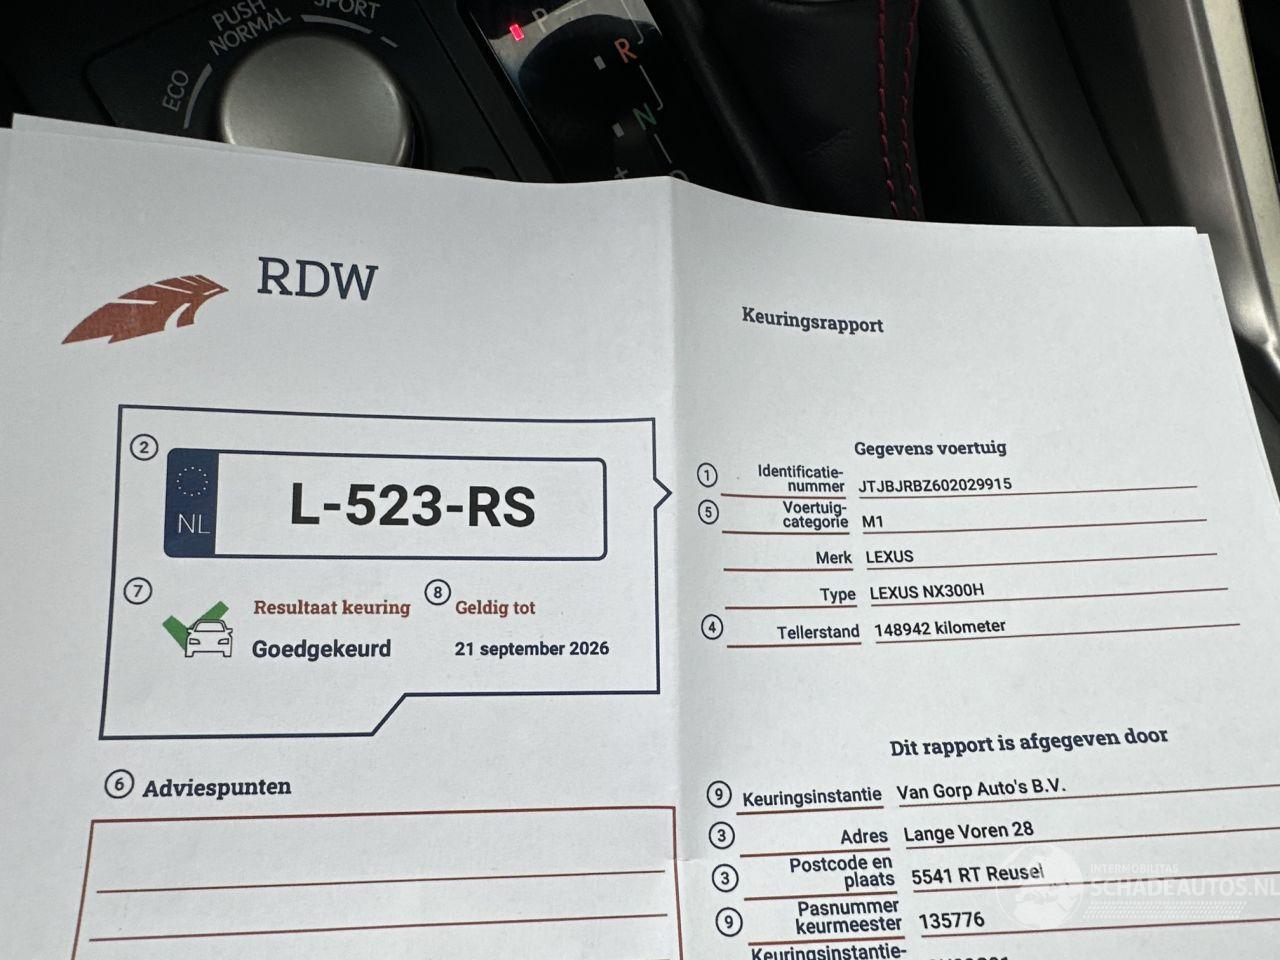 PUSH
NORMAL
SPORT
ECO
P
R
N
RDW
Keuringsrapport
2
NL
L-523-RS
7
Resultaat keuring
Goedgekeurd
8
Geldig tot
21 september 2026
Gegevens voertuig
1
Identificatie-
nummer JTJBJRBZ602029915
5
Voertuig-
categorie M1
Merk LEXUS
Type LEXUS NX300H
4 Tellerstand 148942 kilometer
6 Adviespunten
Dit rapport is afgegeven door
9 Keuringsinstantie Van Gorp Auto's B.V.
3 Adres Lange Voren 28
3 Postcode en
plaats 5541 RT Reusel
9 Pasnummer
keurmeester 135776
Keuringsinstantie-
INTERMOBILITAS
SCHADEAUTOS.NL